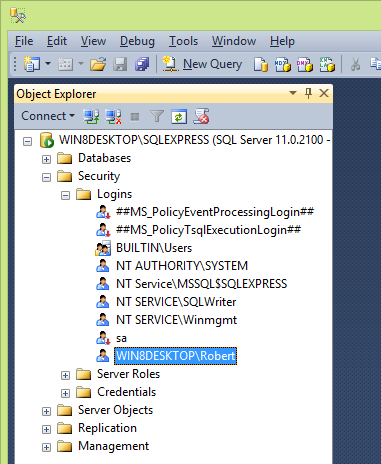 File Edit View Debug Tools Window Help
New Query
Object Explorer
Connect
WIN8DESKTOP\SQLEXPRESS (SQL Server 11.0.2100 -
Databases
Security
Logins
##MS_PolicyEventProcessingLogin##
##MS_PolicyTsqlExecutionLogin##
BUILTIN\Users
NT AUTHORITY\SYSTEM
NT Service\MSSQL$SQLEXPRESS
NT SERVICE\SQLWriter
NT SERVICE\Winmgmt
sa
WIN8DESKTOP\Robert
Server Roles
Credentials
Server Objects
Replication
Management